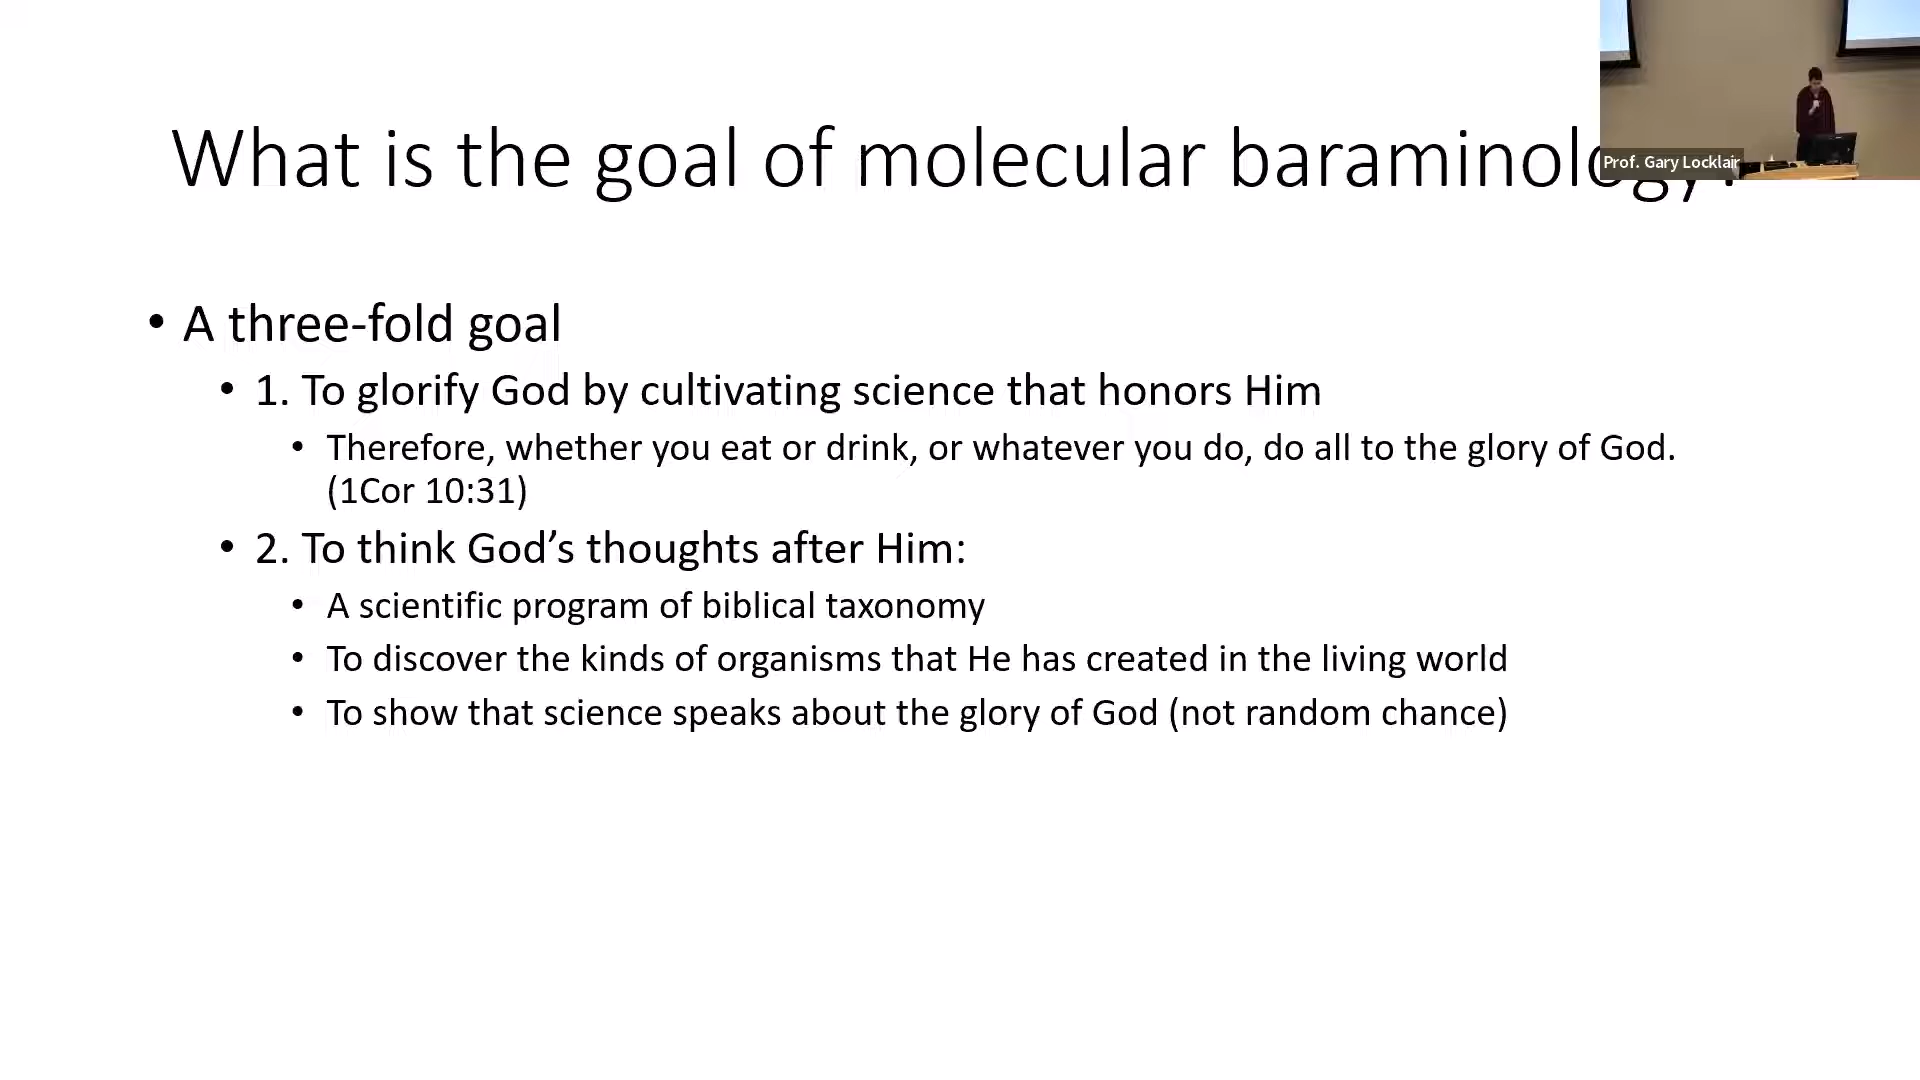 What is the goal of molecular baraminology?
Prof. Gary Locklair
• A three-fold goal
• 1. To glorify God by cultivating science that honors Him
• Therefore, whether you eat or drink, or whatever you do, do all to the glory of God.
(1Cor 10:31)
• 2. To think God’s thoughts after Him:
• A scientific program of biblical taxonomy
• To discover the kinds of organisms that He has created in the living world
• To show that science speaks about the glory of God (not random chance)